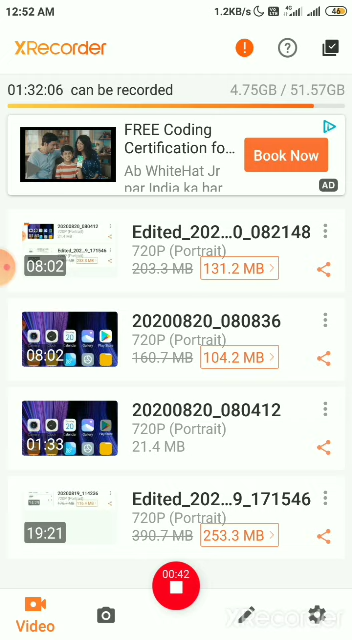 12:52 AM
1.2KB/s
4G
46
XRecorder
01:32:06 can be recorded
4.75GB / 51.57GB
FREE Coding
Certification fo...
Ab WhiteHat Jr
par India ka har
Book Now
AD
Edited_202...0_082148
720P (Portrait)
203.3 MB
131.2 MB >
08:02
20200820_080836
720P (Portrait)
160.7 MB
104.2 MB >
08:02
20200820_080412
720P (Portrait)
21.4 MB
01:33
Edited_202...9_171546
720P (Portrait)
390.7 MB
253.3 MB >
19:21
00:42
Video
XRecorder